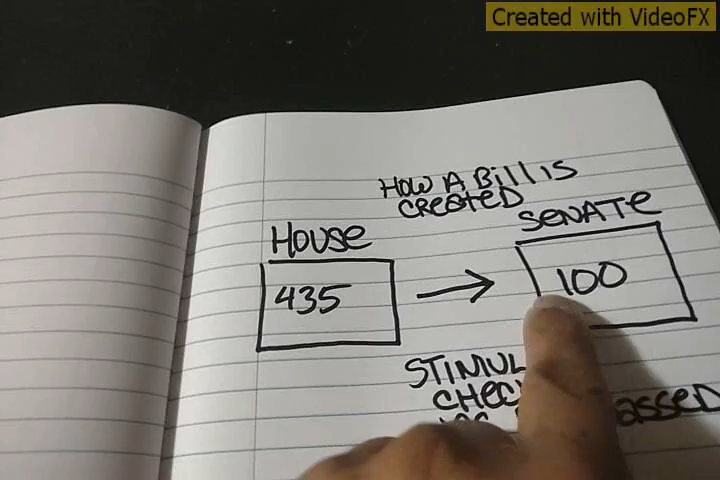 Created with VideoFX
HOW A Bill is
CREATED
HOUSE
SENATE
435
100
STIMUL
CHEC
ASSED